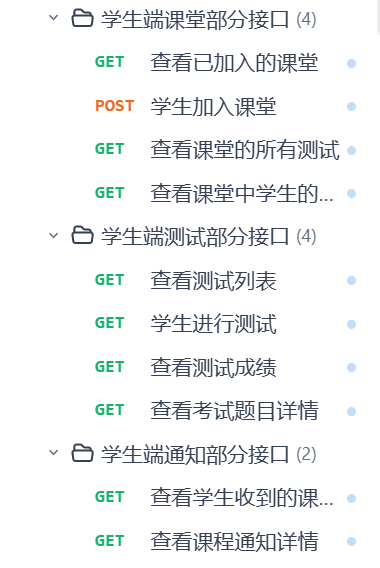 学生端课堂部分接口 (4)
GET 查看已加入的课堂
POST 学生加入课堂
GET 查看课堂的所有测试
GET 查看课堂中学生的...
学生端测试部分接口 (4)
GET 查看测试列表
GET 学生进行测试
GET 查看测试成绩
GET 查看考试题目详情
学生端通知部分接口 (2)
GET 查看学生收到的课...
GET 查看课程通知详情